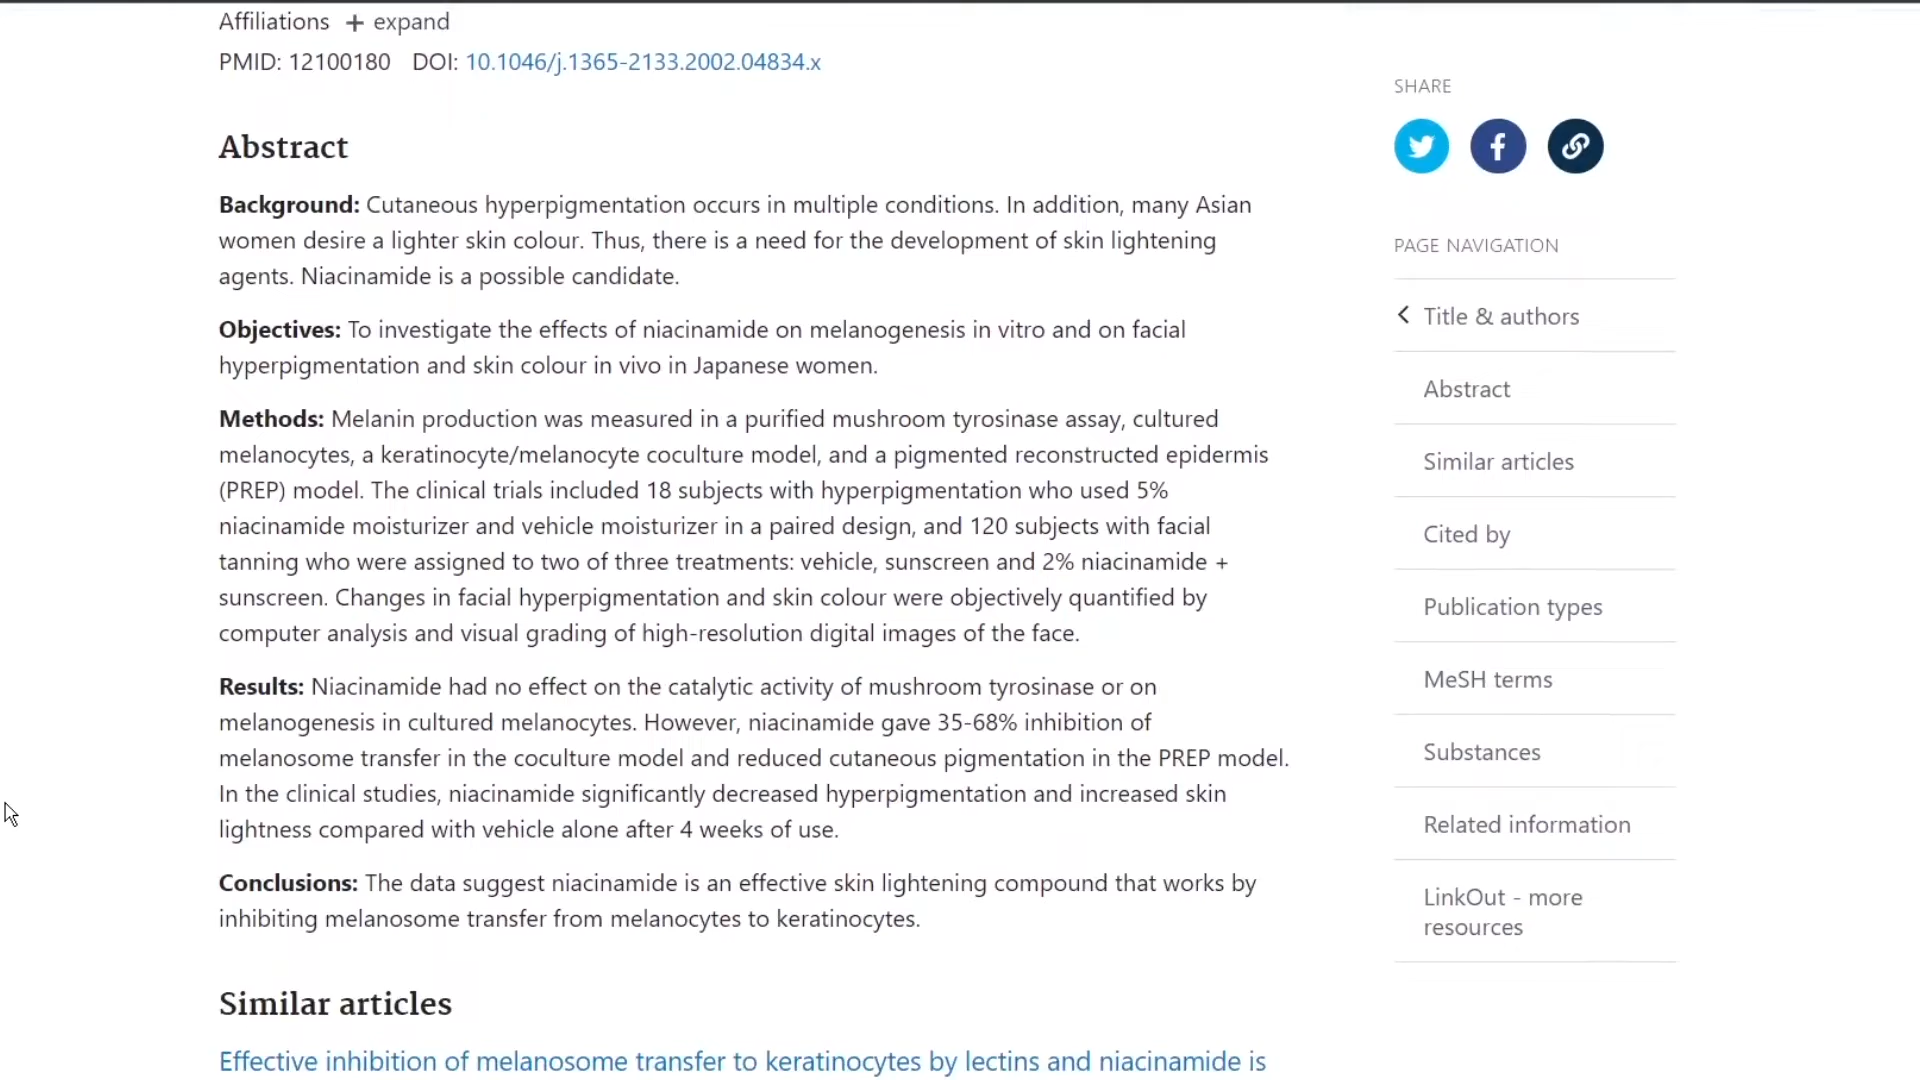 Affiliations + expand
PMID: 12100180 DOI: 10.1046/j.1365-2133.2002.04834.x
Abstract
Background: Cutaneous hyperpigmentation occurs in multiple conditions. In addition, many Asian
women desire a lighter skin colour. Thus, there is a need for the development of skin lightening
agents. Niacinamide is a possible candidate.
Objectives: To investigate the effects of niacinamide on melanogenesis in vitro and on facial
hyperpigmentation and skin colour in vivo in Japanese women.
Methods: Melanin production was measured in a purified mushroom tyrosinase assay, cultured
melanocytes, a keratinocyte/melanocyte coculture model, and a pigmented reconstructed epidermis
(PREP) model. The clinical trials included 18 subjects with hyperpigmentation who used 5%
niacinamide moisturizer and vehicle moisturizer in a paired design, and 120 subjects with facial
tanning who were assigned to two of three treatments: vehicle, sunscreen and 2% niacinamide +
sunscreen. Changes in facial hyperpigmentation and skin colour were objectively quantified by
computer analysis and visual grading of high-resolution digital images of the face.
Results: Niacinamide had no effect on the catalytic activity of mushroom tyrosinase or on
melanogenesis in cultured melanocytes. However, niacinamide gave 35-68% inhibition of
melanosome transfer in the coculture model and reduced cutaneous pigmentation in the PREP model.
In the clinical studies, niacinamide significantly decreased hyperpigmentation and increased skin
lightness compared with vehicle alone after 4 weeks of use.
Conclusions: The data suggest niacinamide is an effective skin lightening compound that works by
inhibiting melanosome transfer from melanocytes to keratinocytes.
Similar articles
Effective inhibition of melanosome transfer to keratinocytes by lectins and niacinamide is
SHARE
PAGE NAVIGATION
Title & authors
Abstract
Similar articles
Cited by
Publication types
MeSH terms
Substances
Related information
LinkOut - more
resources